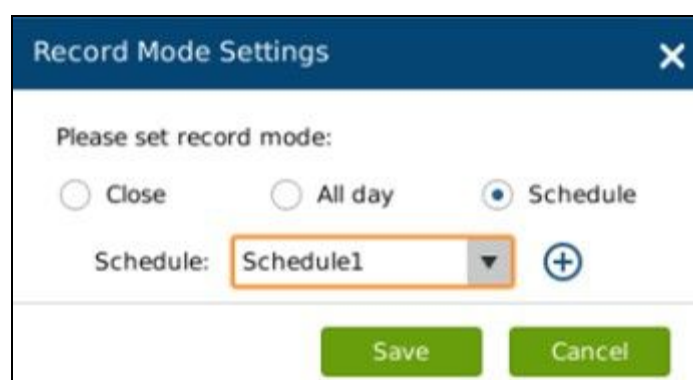 Record Mode Settings
Please set record mode:
Close All day Schedule
Schedule: Schedule1
Save Cancel